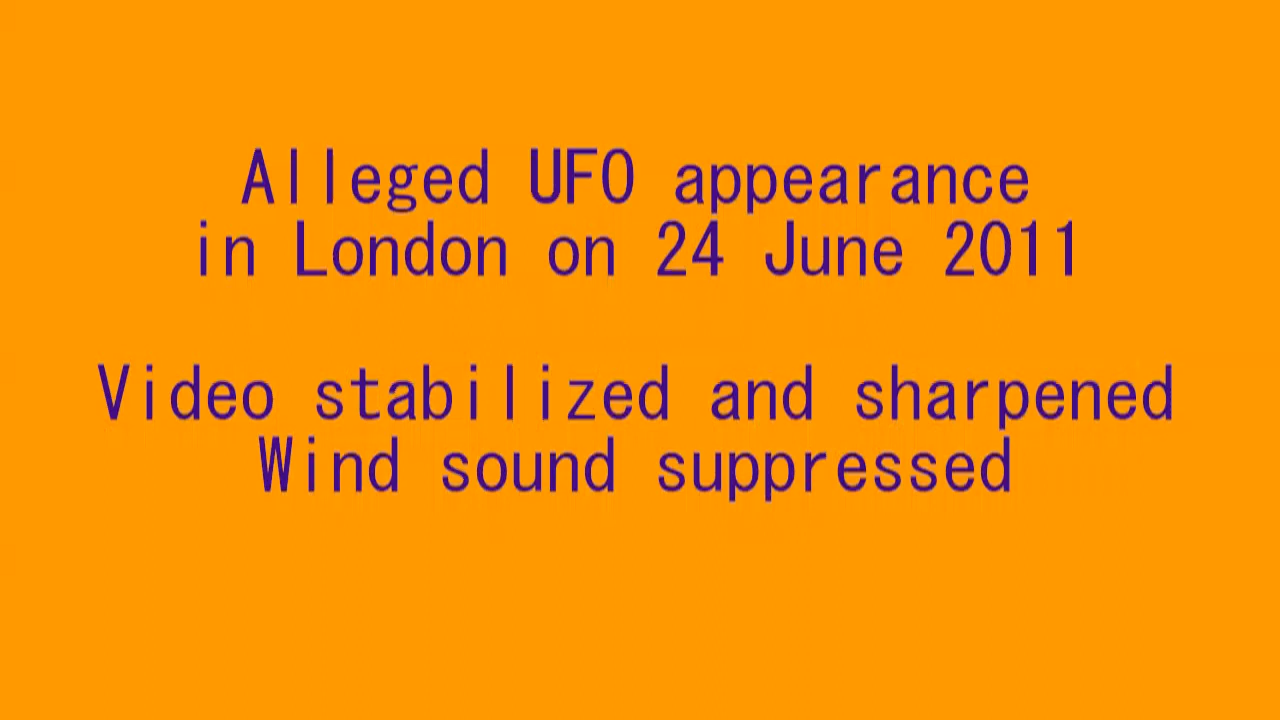 Alleged UFO appearance
in London on 24 June 2011
Video stabilized and sharpened
Wind sound suppressed